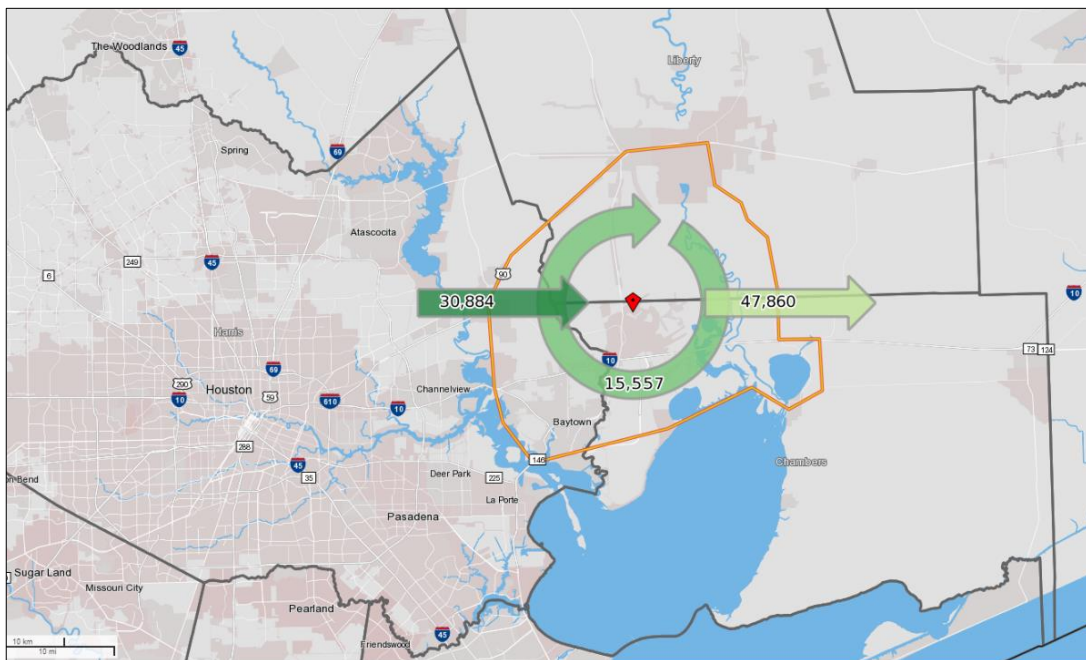 The Woodlands
45
Liberty
69
Spring
Atascocita
249
45
6
90
30,884
47,860
10
Harris
73 124
10
69
15,557
290
Houston
59
610
Channelview
10
10
Baytown
288
45
146
Chambers
35
Deer Park
225
La Porte
Pasadena
Sugar Land
Missouri City
Pearland
45
Friendswood
10 km
10 mi